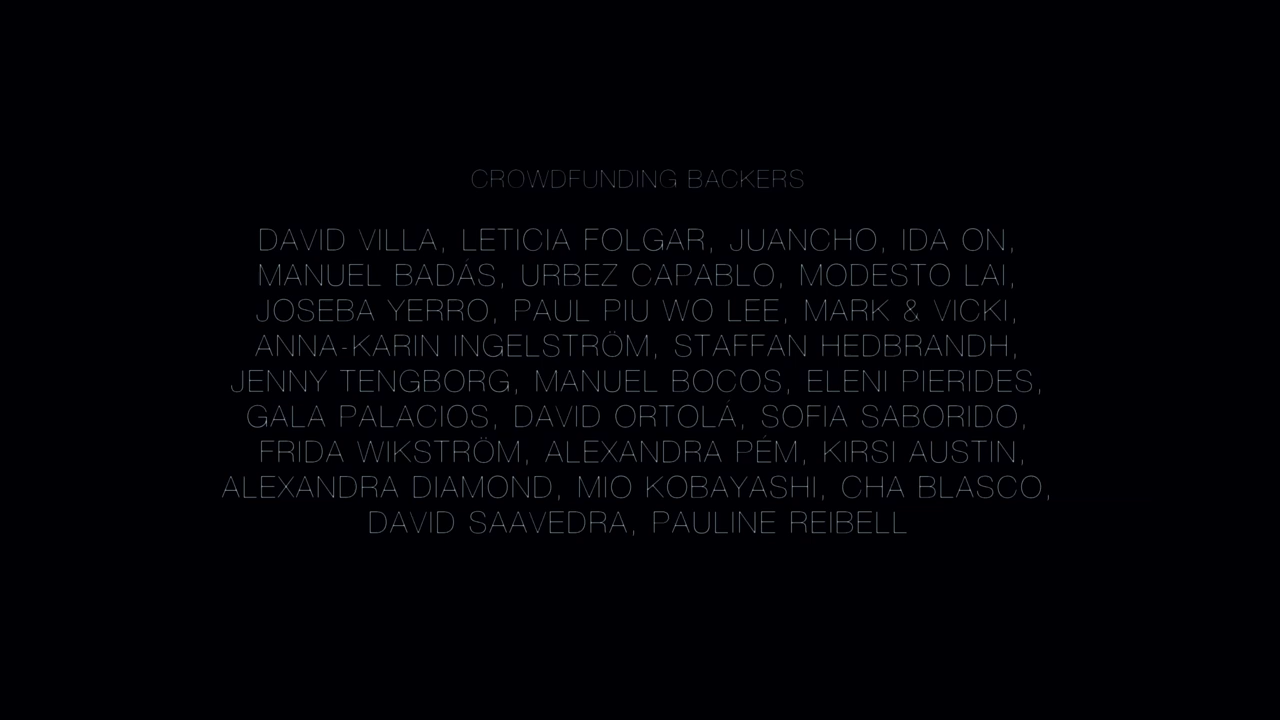 CROWDFUNDING BACKERS
DAVID VILLA, LETICIA FOLGAR, JUANCHO, IDA ON,
MANUEL BADÁS, URBEZ CAPABLO, MODESTO LAI,
JOSEBA YERRO, PAUL PIU WO LEE, MARK & VICKI,
ANNA-KARIN INGELSTRÖM, STAFFAN HEDBRANDH,
JENNY TENGBORG, MANUEL BOCOS, ELENI PIERIDES,
GALA PALACIOS, DAVID ORTOLÁ, SOFIA SABORIDO,
FRIDA WIKSTRÖM, ALEXANDRA PÉM, KIRSI AUSTIN,
ALEXANDRA DIAMOND, MIO KOBAYASHI, CHA BLASCO,
DAVID SAAVEDRA, PAULINE REIBELL